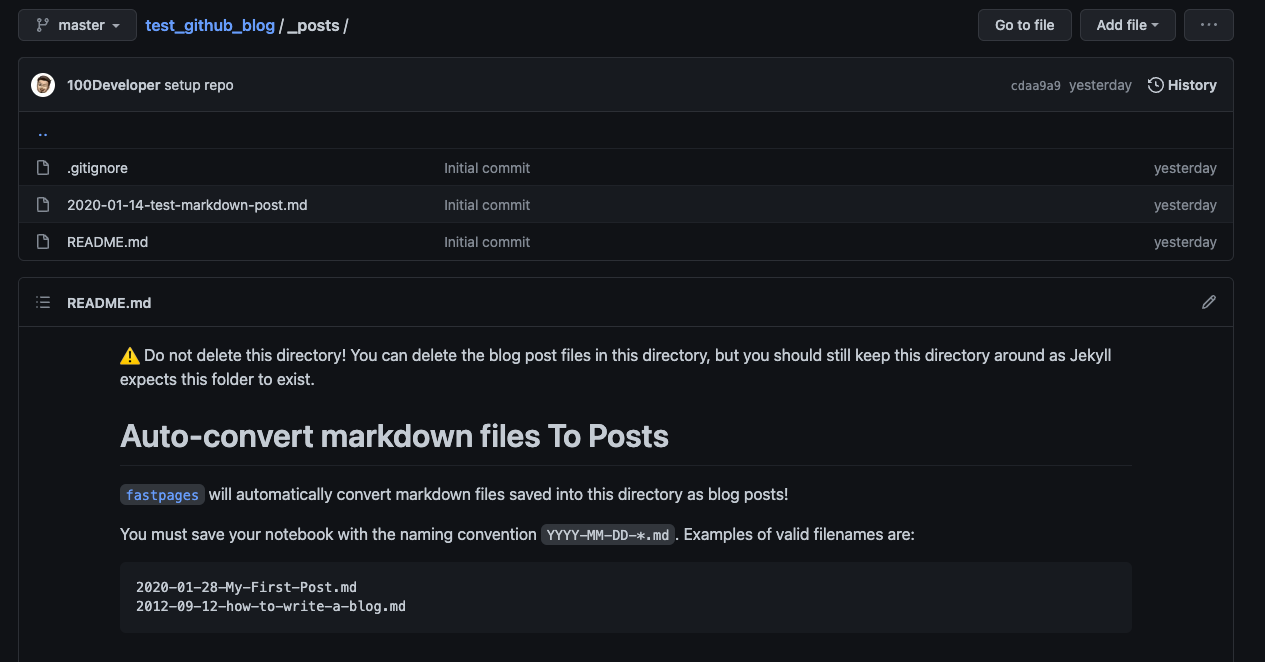 master test_github_blog / _posts / Go to file Add file ...
100Developer setup repo cdaa9a9 yesterday History
..
.gitignore Initial commit yesterday
2020-01-14-test-markdown-post.md Initial commit yesterday
README.md Initial commit yesterday
README.md
⚠️ Do not delete this directory! You can delete the blog post files in this directory, but you should still keep this directory around as Jekyll
expects this folder to exist.
Auto-convert markdown files To Posts
fastpages will automatically convert markdown files saved into this directory as blog posts!
You must save your notebook with the naming convention YYYY-MM-DD-*.md. Examples of valid filenames are:
2020-01-28-My-First-Post.md
2012-09-12-how-to-write-a-blog.md